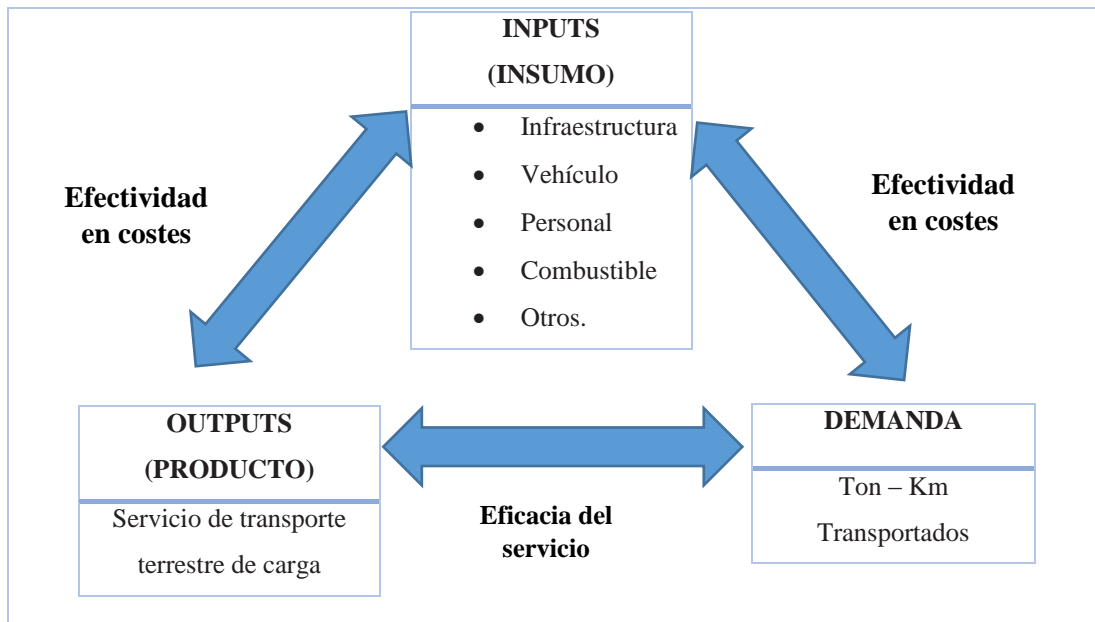 INPUTS
(INSUMO)
• Infraestructura
• Vehículo
• Personal
• Combustible
• Otros.
Efectividad
en costes
Efectividad
en costes
OUTPUTS
(PRODUCTO)
Servicio de transporte
terrestre de carga
Eficacia del
servicio
DEMANDA
Ton – Km
Transportados